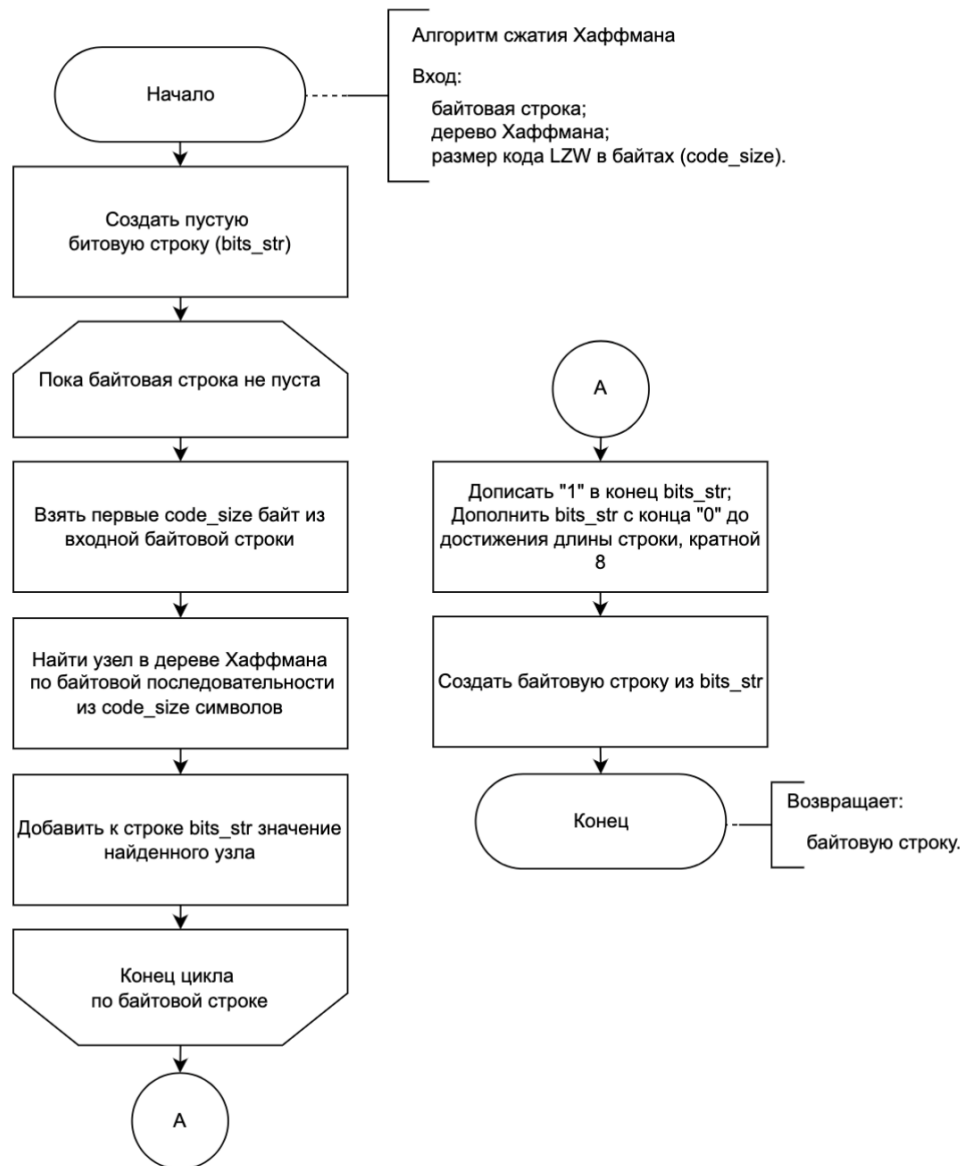 Начало
Алгоритм сжатия Хаффмана
Вход:
байтовая строка;
дерево Хаффмана;
размер кода LZW в байтах (code_size).
Создать пустую
битовую строку (bits_str)
Пока байтовая строка не пуста
Взять первые code_size байт из
входной байтовой строки
Найти узел в дереве Хаффмана
по байтовой последовательности
из code_size символов
Добавить к строке bits_str значение
найденного узла
Конец цикла
по байтовой строке
A
A
Дописать "1" в конец bits_str;
Дополнить bits_str с конца "0" до
достижения длины строки, кратной
8
Создать байтовую строку из bits_str
Конец
Возвращает:
байтовую строку.